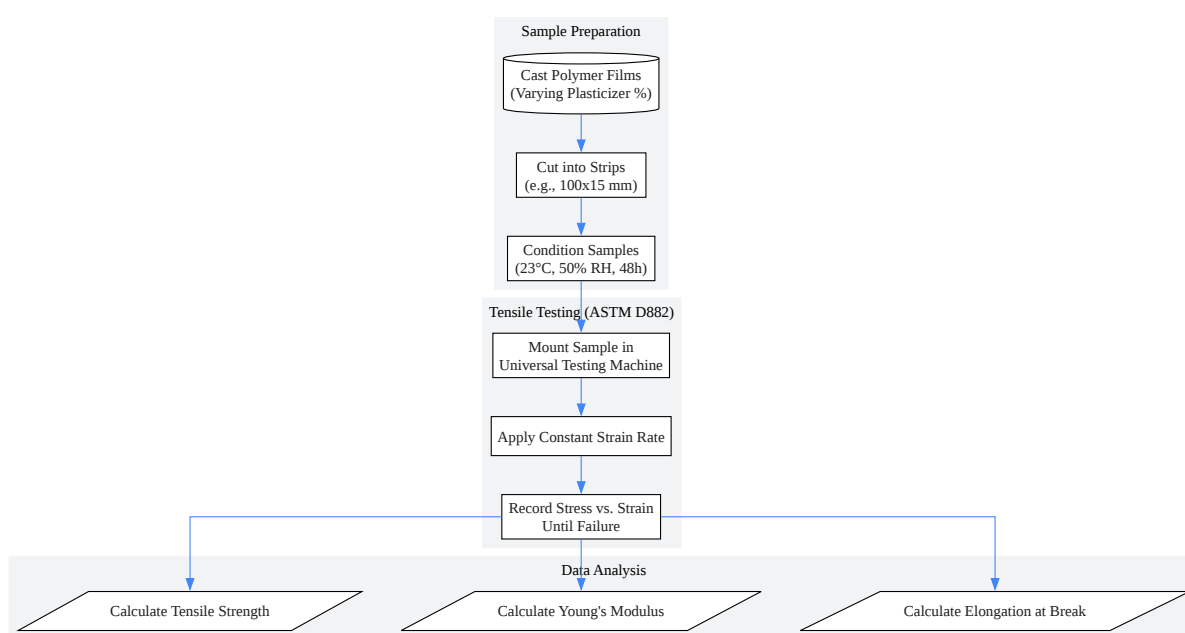 Sample Preparation
Cast Polymer Films
(Varying Plasticizer %)
Cut into Strips
(e.g., 100x15 mm)
Condition Samples
(23°C, 50% RH, 48h)
Tensile Testing (ASTM D882)
Mount Sample in
Universal Testing Machine
Apply Constant Strain Rate
Record Stress vs. Strain
Until Failure
Data Analysis
Calculate Tensile Strength
Calculate Young's Modulus
Calculate Elongation at Break